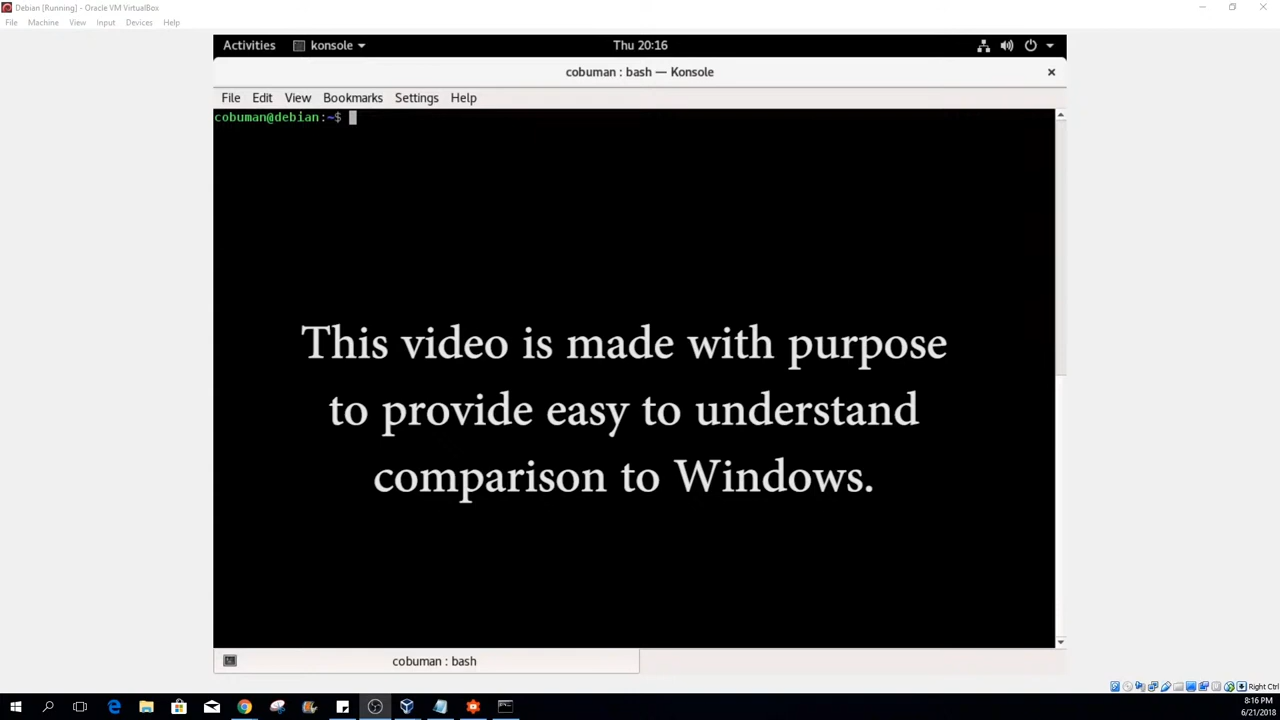 Debian [Running] - Oracle VM VirtualBox
File Machine View Input Devices Help
Activities konsole Thu 20:16
cobuman : bash — Konsole
File Edit View Bookmarks Settings Help
cobuman@debian:~$
This video is made with purpose
to provide easy to understand
comparison to Windows.
cobuman : bash
Right Ctrl
8:16 PM
6/21/2018